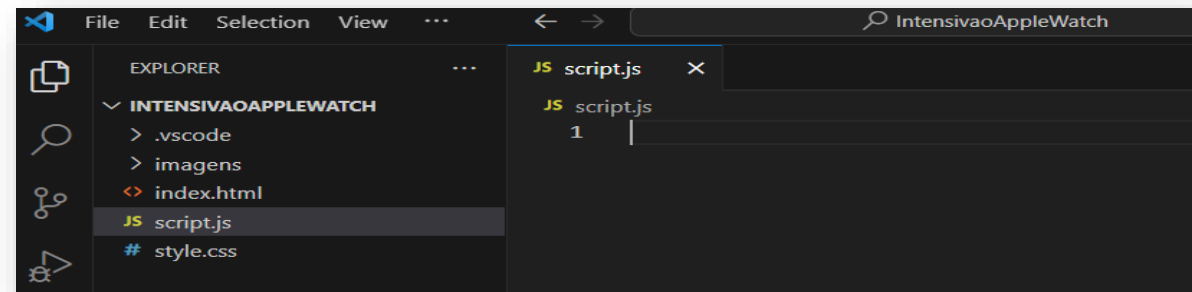 File Edit Selection View ··· ← → IntensivaoAppleWatch
EXPLORER ···
INTENSIVAOAPPLEWATCH
.vscode
imagens
<> index.html
JS script.js
# style.css
JS script.js ×
JS script.js
1